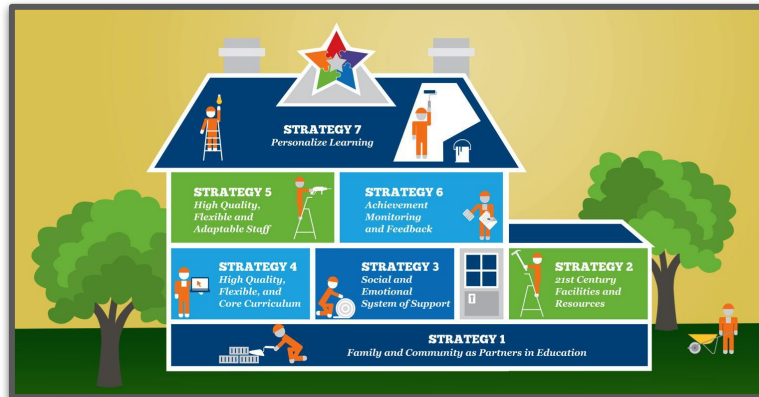 STRATEGY 7
Personalize Learning
STRATEGY 5
High Quality,
Flexible and
Adaptable Staff
STRATEGY 6
Achievement
Monitoring
and Feedback
STRATEGY 4
High Quality,
Flexible, and
Core Curriculum
STRATEGY 3
Social and
Emotional
System of Support
STRATEGY 2
21st Century
Facilities and
Resources
STRATEGY 1
Family and Community as Partners in Education